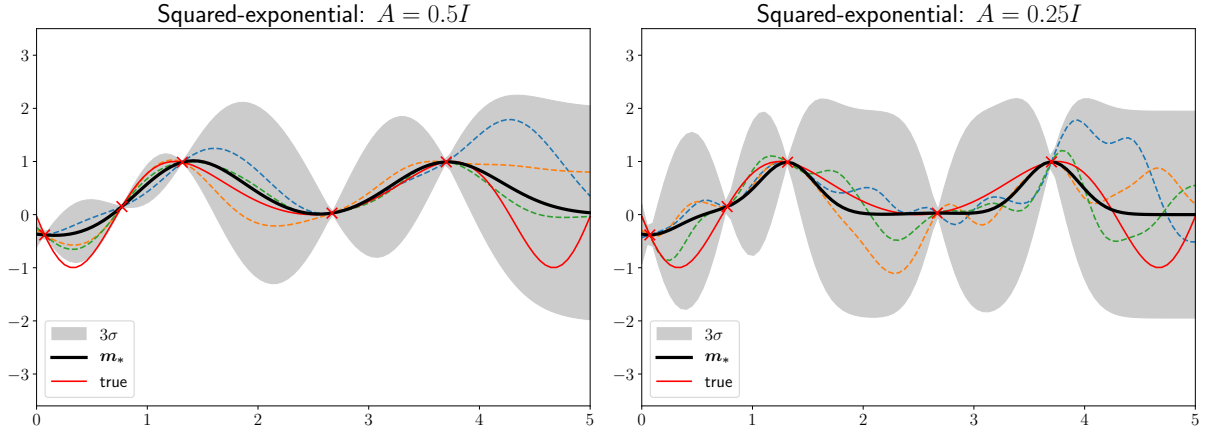 Squared-exponential: A = 0.5I
3
2
1
0
−1
−2
−3
3σ
m*
true
0 1 2 3 4 5
Squared-exponential: A = 0.25I
3
2
1
0
−1
−2
−3
3σ
m*
true
0 1 2 3 4 5